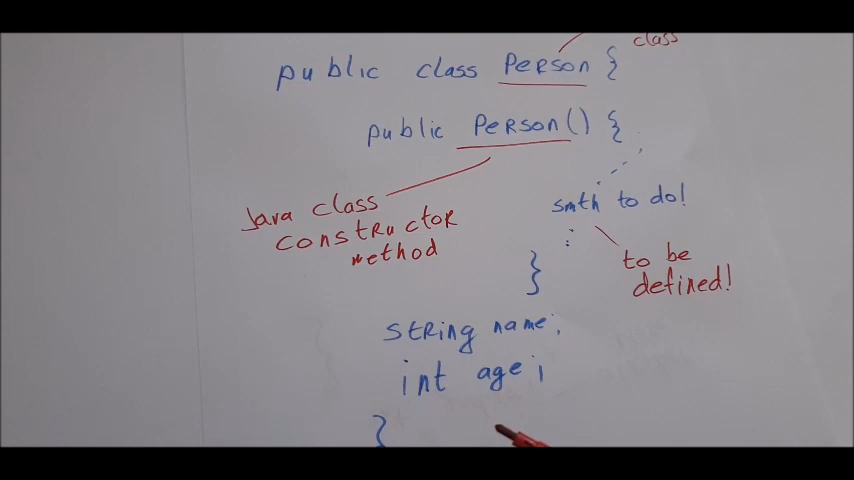 class
public class Person {
public Person() {
smth to do!
Java class
constructor
method
to be
defined!
}
string name;
int age;
}